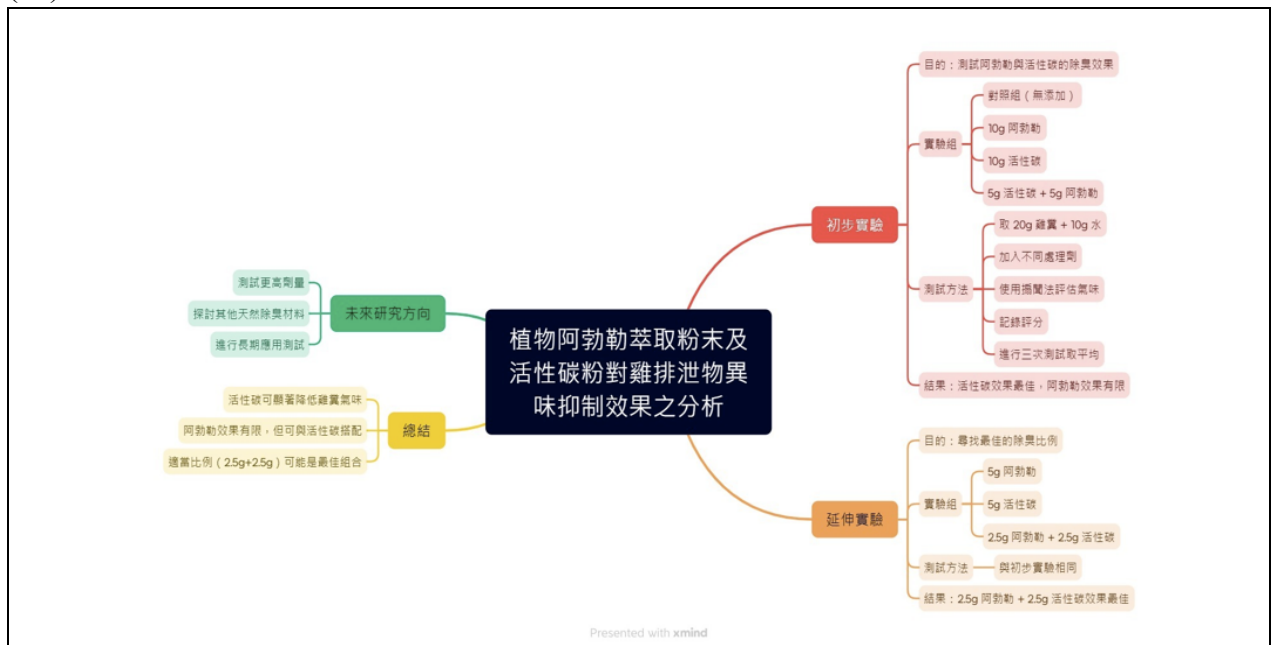 植物阿勃勒萃取粉末及
活性碳粉對雞排泄物異
味抑制效果之分析
初步實驗
目的：測試阿勃勒與活性碳的除臭效果
實驗組
對照組（無添加）
10g 阿勃勒
10g 活性碳
5g 活性碳 + 5g 阿勃勒
測試方法
取 20g 雞糞 + 10g 水
加入不同處理劑
使用搧聞法評估氣味
記錄評分
進行三次測試取平均
結果：活性碳效果最佳，阿勃勒效果有限
延伸實驗
目的：尋找最佳的除臭比例
實驗組
5g 阿勃勒
5g 活性碳
2.5g 阿勃勒 + 2.5g 活性碳
測試方法
與初步實驗相同
結果：2.5g 阿勃勒 + 2.5g 活性碳效果最佳
總結
活性碳可顯著降低雞糞氣味
阿勃勒效果有限，但可與活性碳搭配
適當比例（2.5g+2.5g）可能是最佳組合
未來研究方向
測試更高劑量
探討其他天然除臭材料
進行長期應用測試
Presented with xmind